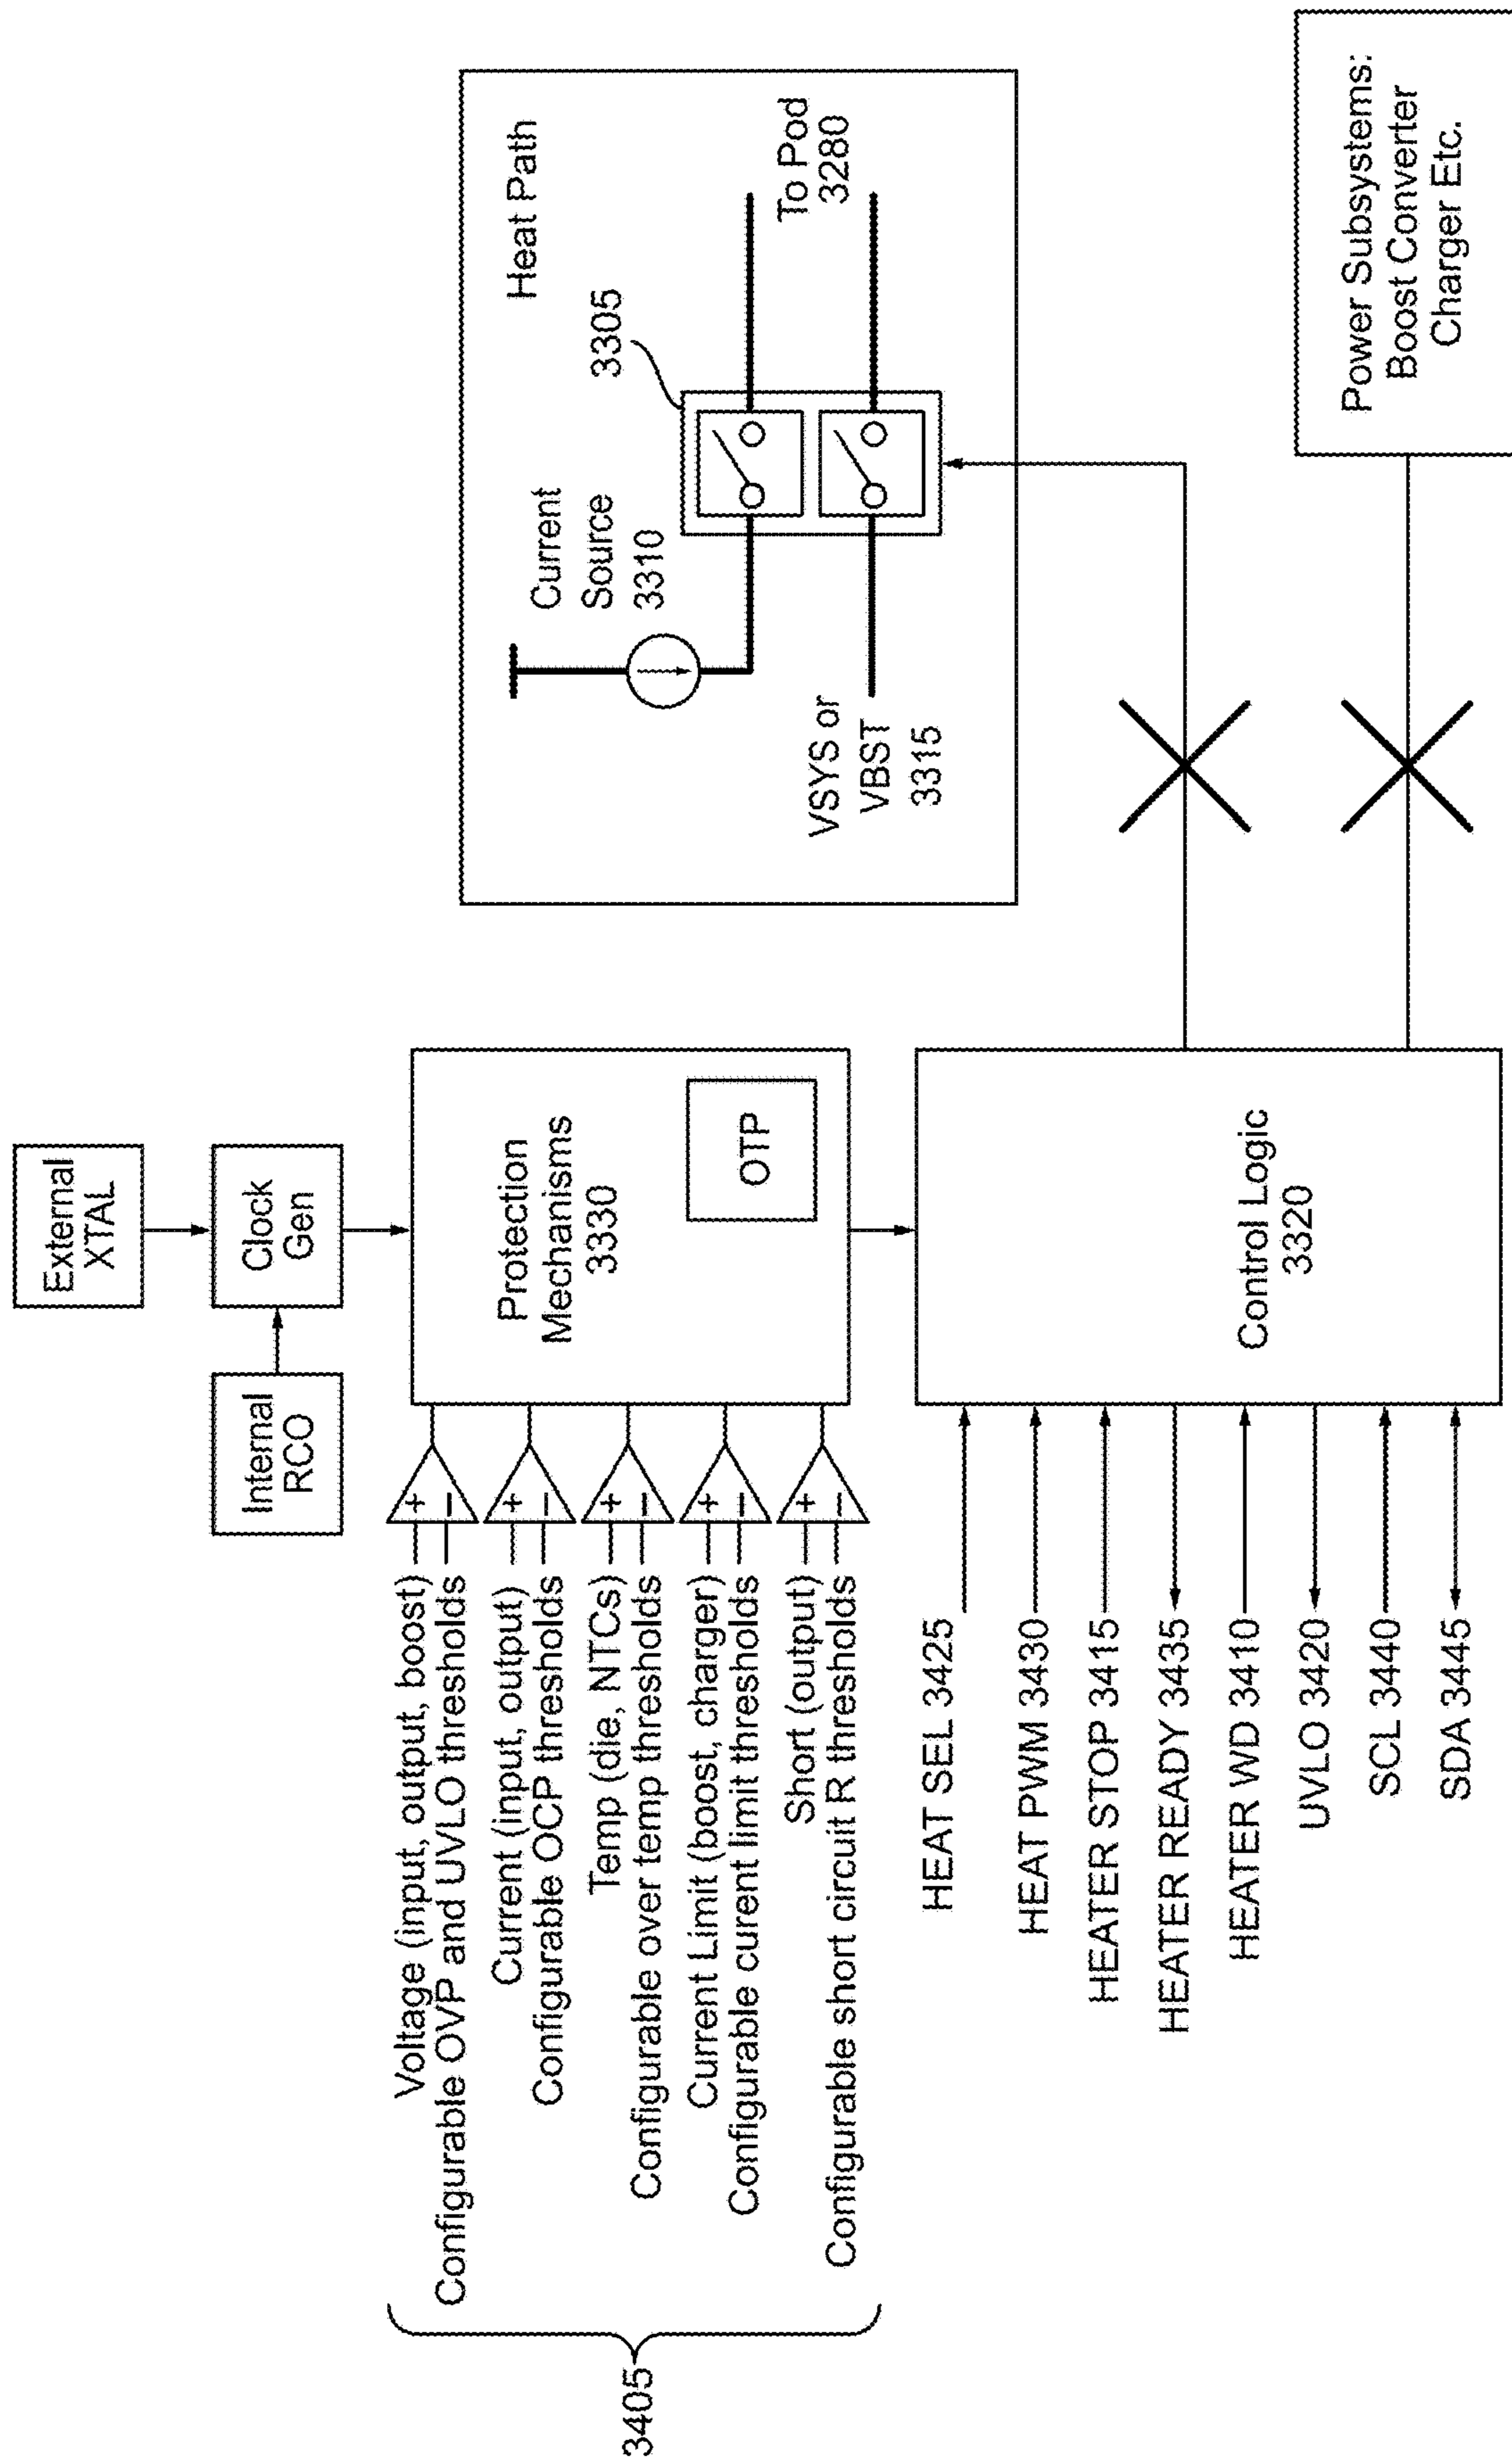 External
XTAL
Internal
RCO
Clock
Gen
3405
Voltage (input, output, boost)
Configurable OVP and UVLO thresholds
Current (input, output)
Configurable OCP thresholds
Temp (die, NTCs)
Configurable over temp thresholds
Current Limit (boost, charger)
Configurable curent limit thresholds
Short (output)
Configurable short circuit R thresholds
+
−
+
−
+
−
+
−
+
−
Protection
Mechanisms
3330
OTP
Heat Path
Current
Source
3310
3305
VSYS or
VBST
3315
To Pod
3280
HEAT SEL 3425
HEAT PWM 3430
HEATER STOP 3415
HEATER READY 3435
HEATER WD 3410
UVLO 3420
SCL 3440
SDA 3445
Control Logic
3320
Power Subsystems:
Boost Converter
Charger Etc.